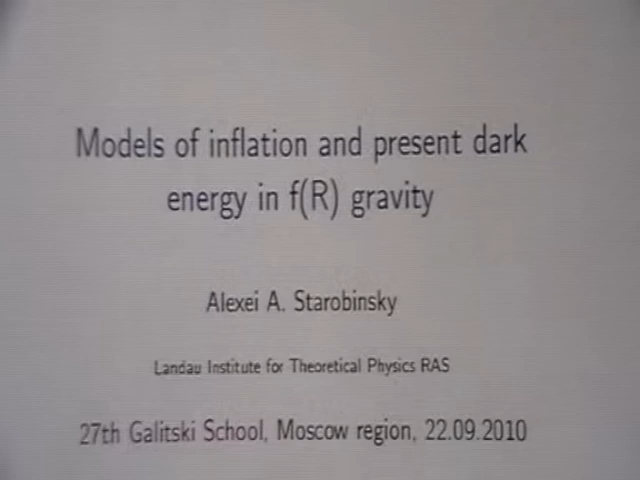 Models of inflation and present dark
energy in f(R) gravity
Alexei A. Starobinsky
Landau Institute for Theoretical Physics RAS
27th Galitski School, Moscow region, 22.09.2010